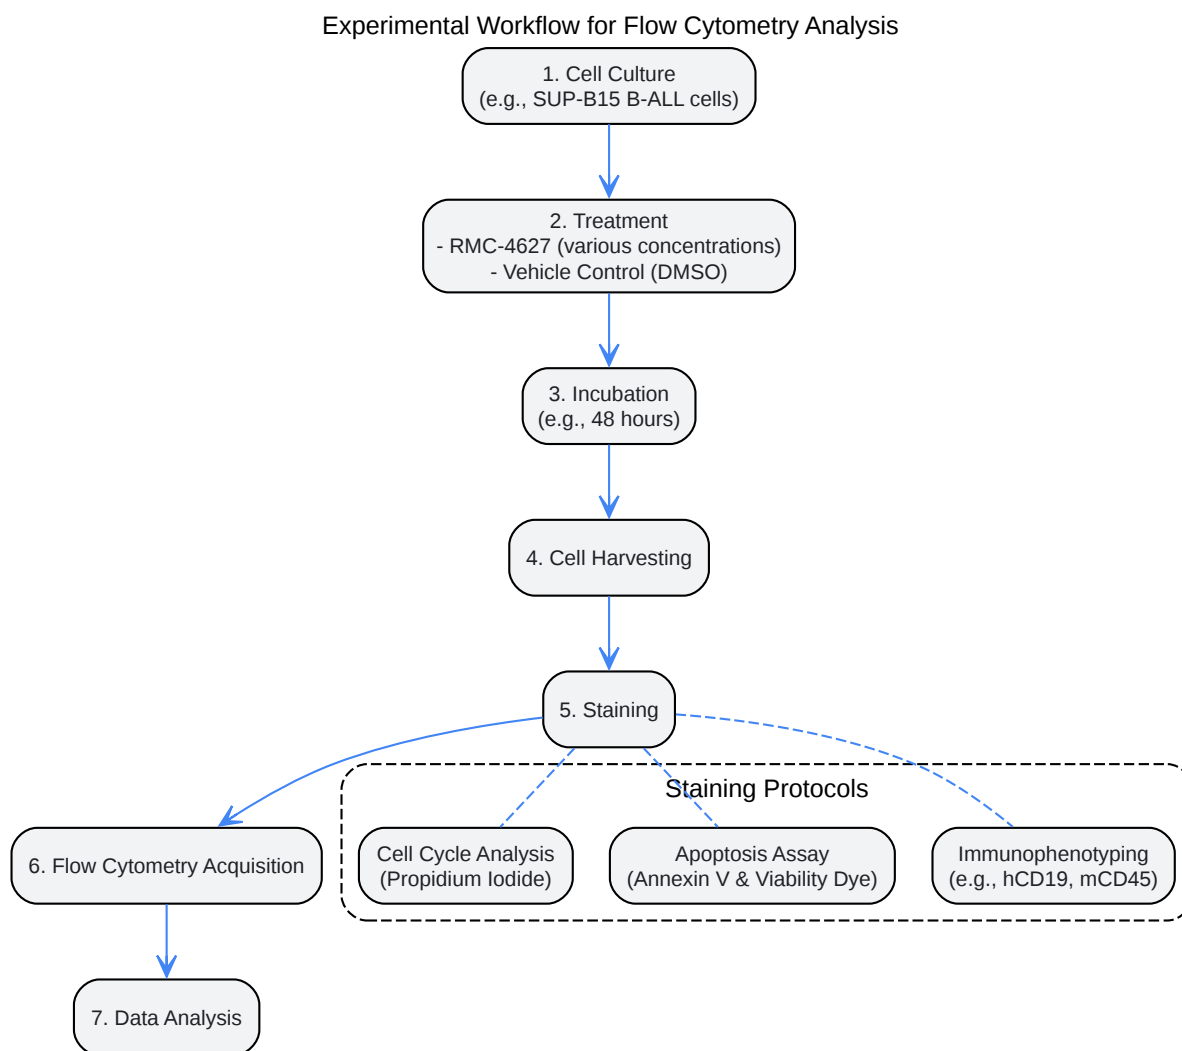 Experimental Workflow for Flow Cytometry Analysis
1. Cell Culture
(e.g., SUP-B15 B-ALL cells)
2. Treatment
- RMC-4627 (various concentrations)
- Vehicle Control (DMSO)
3. Incubation
(e.g., 48 hours)
4. Cell Harvesting
5. Staining
Staining Protocols
6. Flow Cytometry Acquisition
Cell Cycle Analysis
(Propidium Iodide)
Apoptosis Assay
(Annexin V & Viability Dye)
Immunophenotyping
(e.g., hCD19, mCD45)
7. Data Analysis